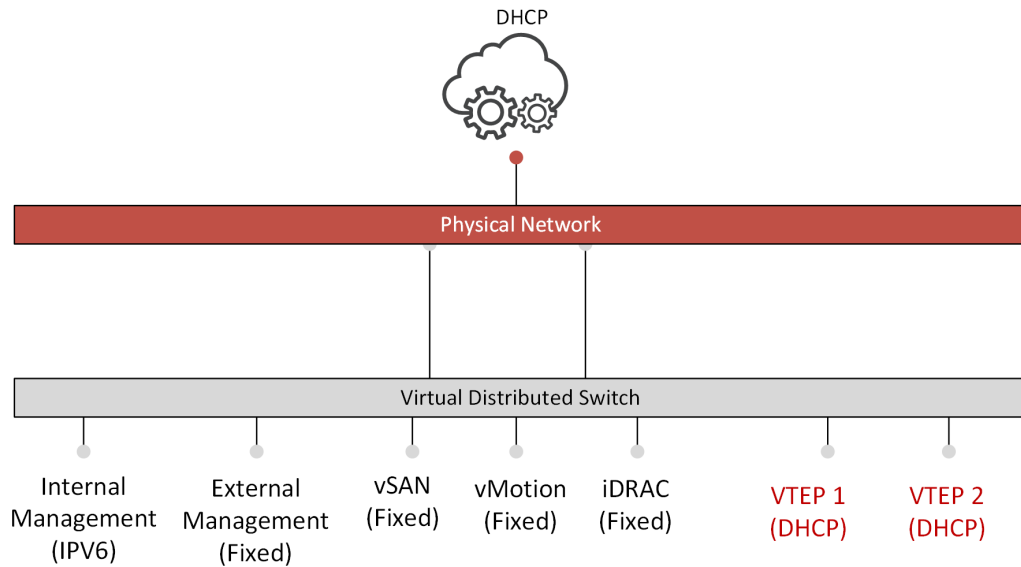 DHCP
Physical Network
Virtual Distributed Switch
Internal
Management
(IPV6)
External
Management
(Fixed)
vSAN
(Fixed)
vMotion
(Fixed)
iDRAC
(Fixed)
VTEP 1
(DHCP)
VTEP 2
(DHCP)